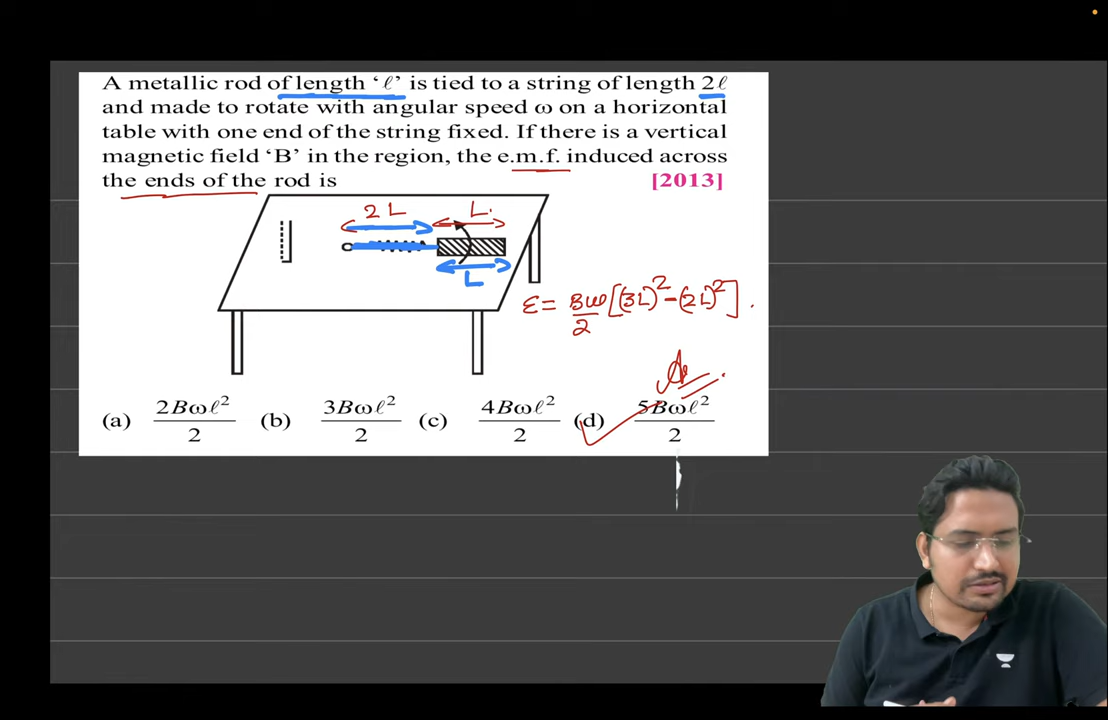 A metallic rod of length ‘ℓ’ is tied to a string of length 2ℓ
and made to rotate with angular speed ω on a horizontal
table with one end of the string fixed. If there is a vertical
magnetic field ‘B’ in the region, the e.m.f. induced across
the ends of the rod is [2013]
2L L.
L
ε = Bω/2 [(3L)² - (2L)²].
(a) 2Bωℓ²/2 (b) 3Bωℓ²/2 (c) 4Bωℓ²/2 (d) 5Bωℓ²/2